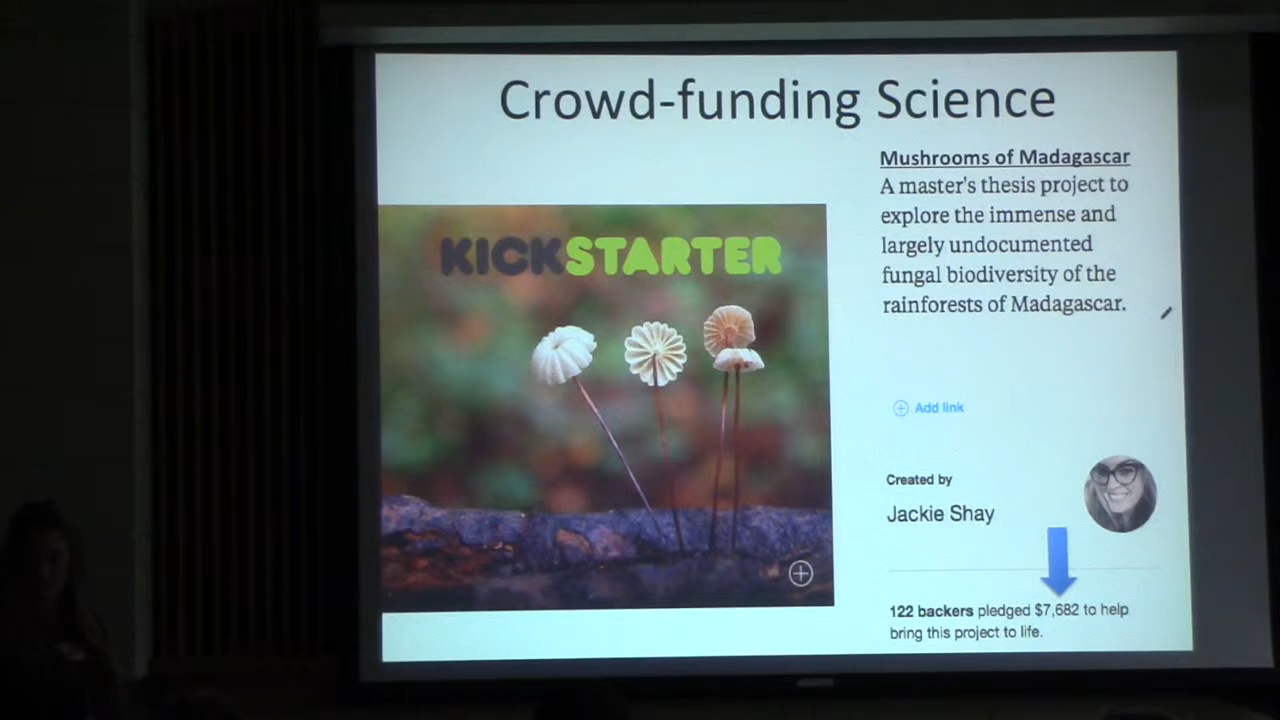 Crowd-funding Science
KICKSTARTER
Mushrooms of Madagascar
A master's thesis project to
explore the immense and
largely undocumented
fungal biodiversity of the
rainforests of Madagascar.
Add link
Created by
Jackie Shay
122 backers pledged $7,682 to help
bring this project to life.